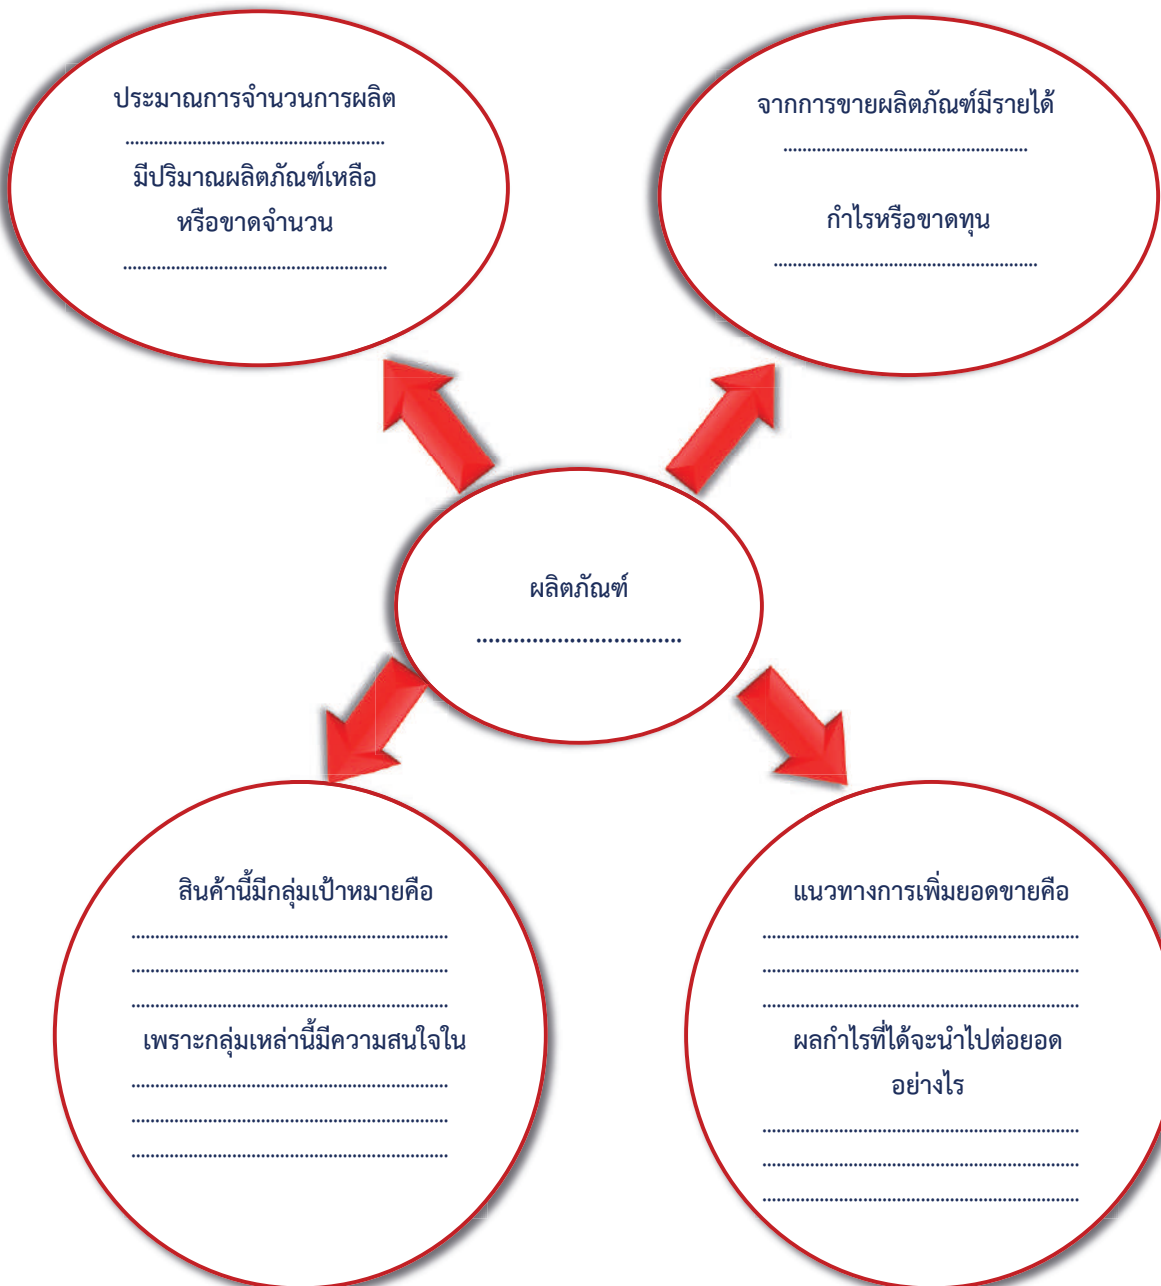 ประมาณการจำนวนการผลิต
......................................................
มีปริมาณผลิตภัณฑ์เหลือ
หรือขาดจำนวน
.......................................................
จากการขายผลิตภัณฑ์มีรายได้
...................................................
กำไรหรือขาดทุน
.......................................................
ผลิตภัณฑ์
..................................
สินค้านี้มีกลุ่มเป้าหมายคือ
..................................................................
..................................................................
..................................................................
เพราะกลุ่มเหล่านี้มีความสนใจใน
..................................................................
..................................................................
..................................................................
แนวทางการเพิ่มยอดขายคือ
..................................................................
..................................................................
..................................................................
ผลกำไรที่ได้จะนำไปต่อยอด
อย่างไร
..................................................................
..................................................................
..................................................................